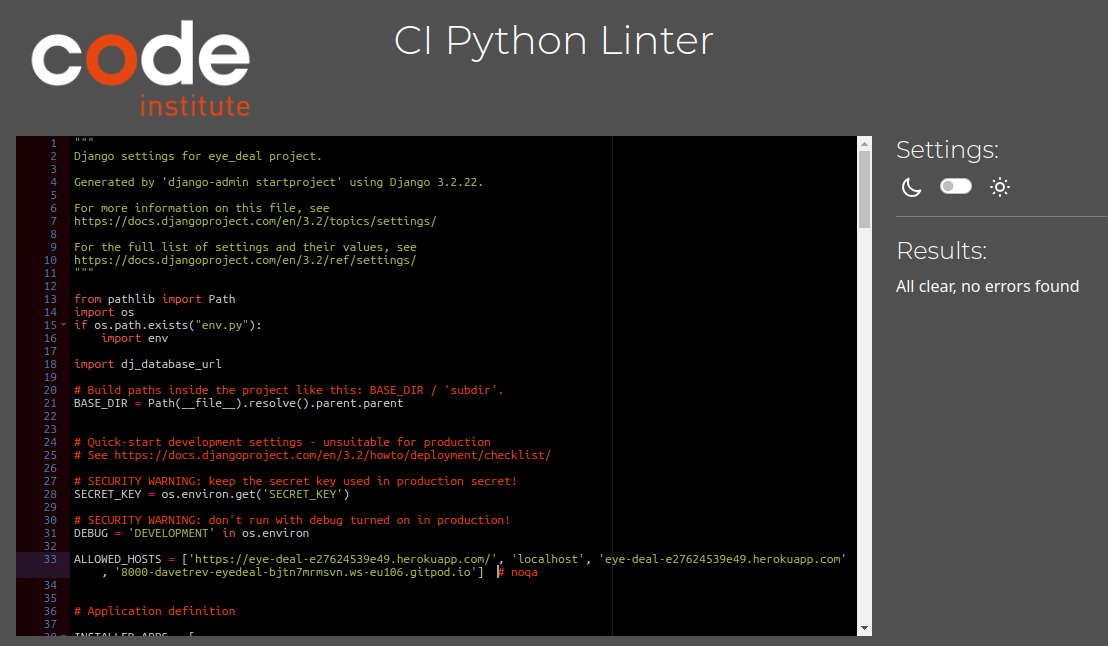 code
institute
CI Python Linter
1 """
2 Django settings for eye_deal project.
3
4 Generated by 'django-admin startproject' using Django 3.2.22.
5
6 For more information on this file, see
7 https://docs.djangoproject.com/en/3.2/topics/settings/
8
9 For the full list of settings and their values, see
10 https://docs.djangoproject.com/en/3.2/ref/settings/
11 """
12
13 from pathlib import Path
14 import os
15 if os.path.exists("env.py"):
16     import env
17
18 import dj_database_url
19
20 # Build paths inside the project like this: BASE_DIR / 'subdir'.
21 BASE_DIR = Path(__file__).resolve().parent.parent
22
23
24 # Quick-start development settings - unsuitable for production
25 # See https://docs.djangoproject.com/en/3.2/howto/deployment/checklist/
26
27 # SECURITY WARNING: keep the secret key used in production secret!
28 SECRET_KEY = os.environ.get('SECRET_KEY')
29
30 # SECURITY WARNING: don't run with debug turned on in production!
31 DEBUG = 'DEVELOPMENT' in os.environ
32
33 ALLOWED_HOSTS = ['https://eye-deal-e27624539e49.herokuapp.com/', 'localhost', 'eye-deal-e27624539e49.herokuapp.com'
, '8000-davetrev-eyedeal-bjtn7mrmsvn.ws-eu106.gitpod.io']  # noqa
34
35
36 # Application definition
37
38 INSTALLED_APPS = [
Settings:
Results:
All clear, no errors found